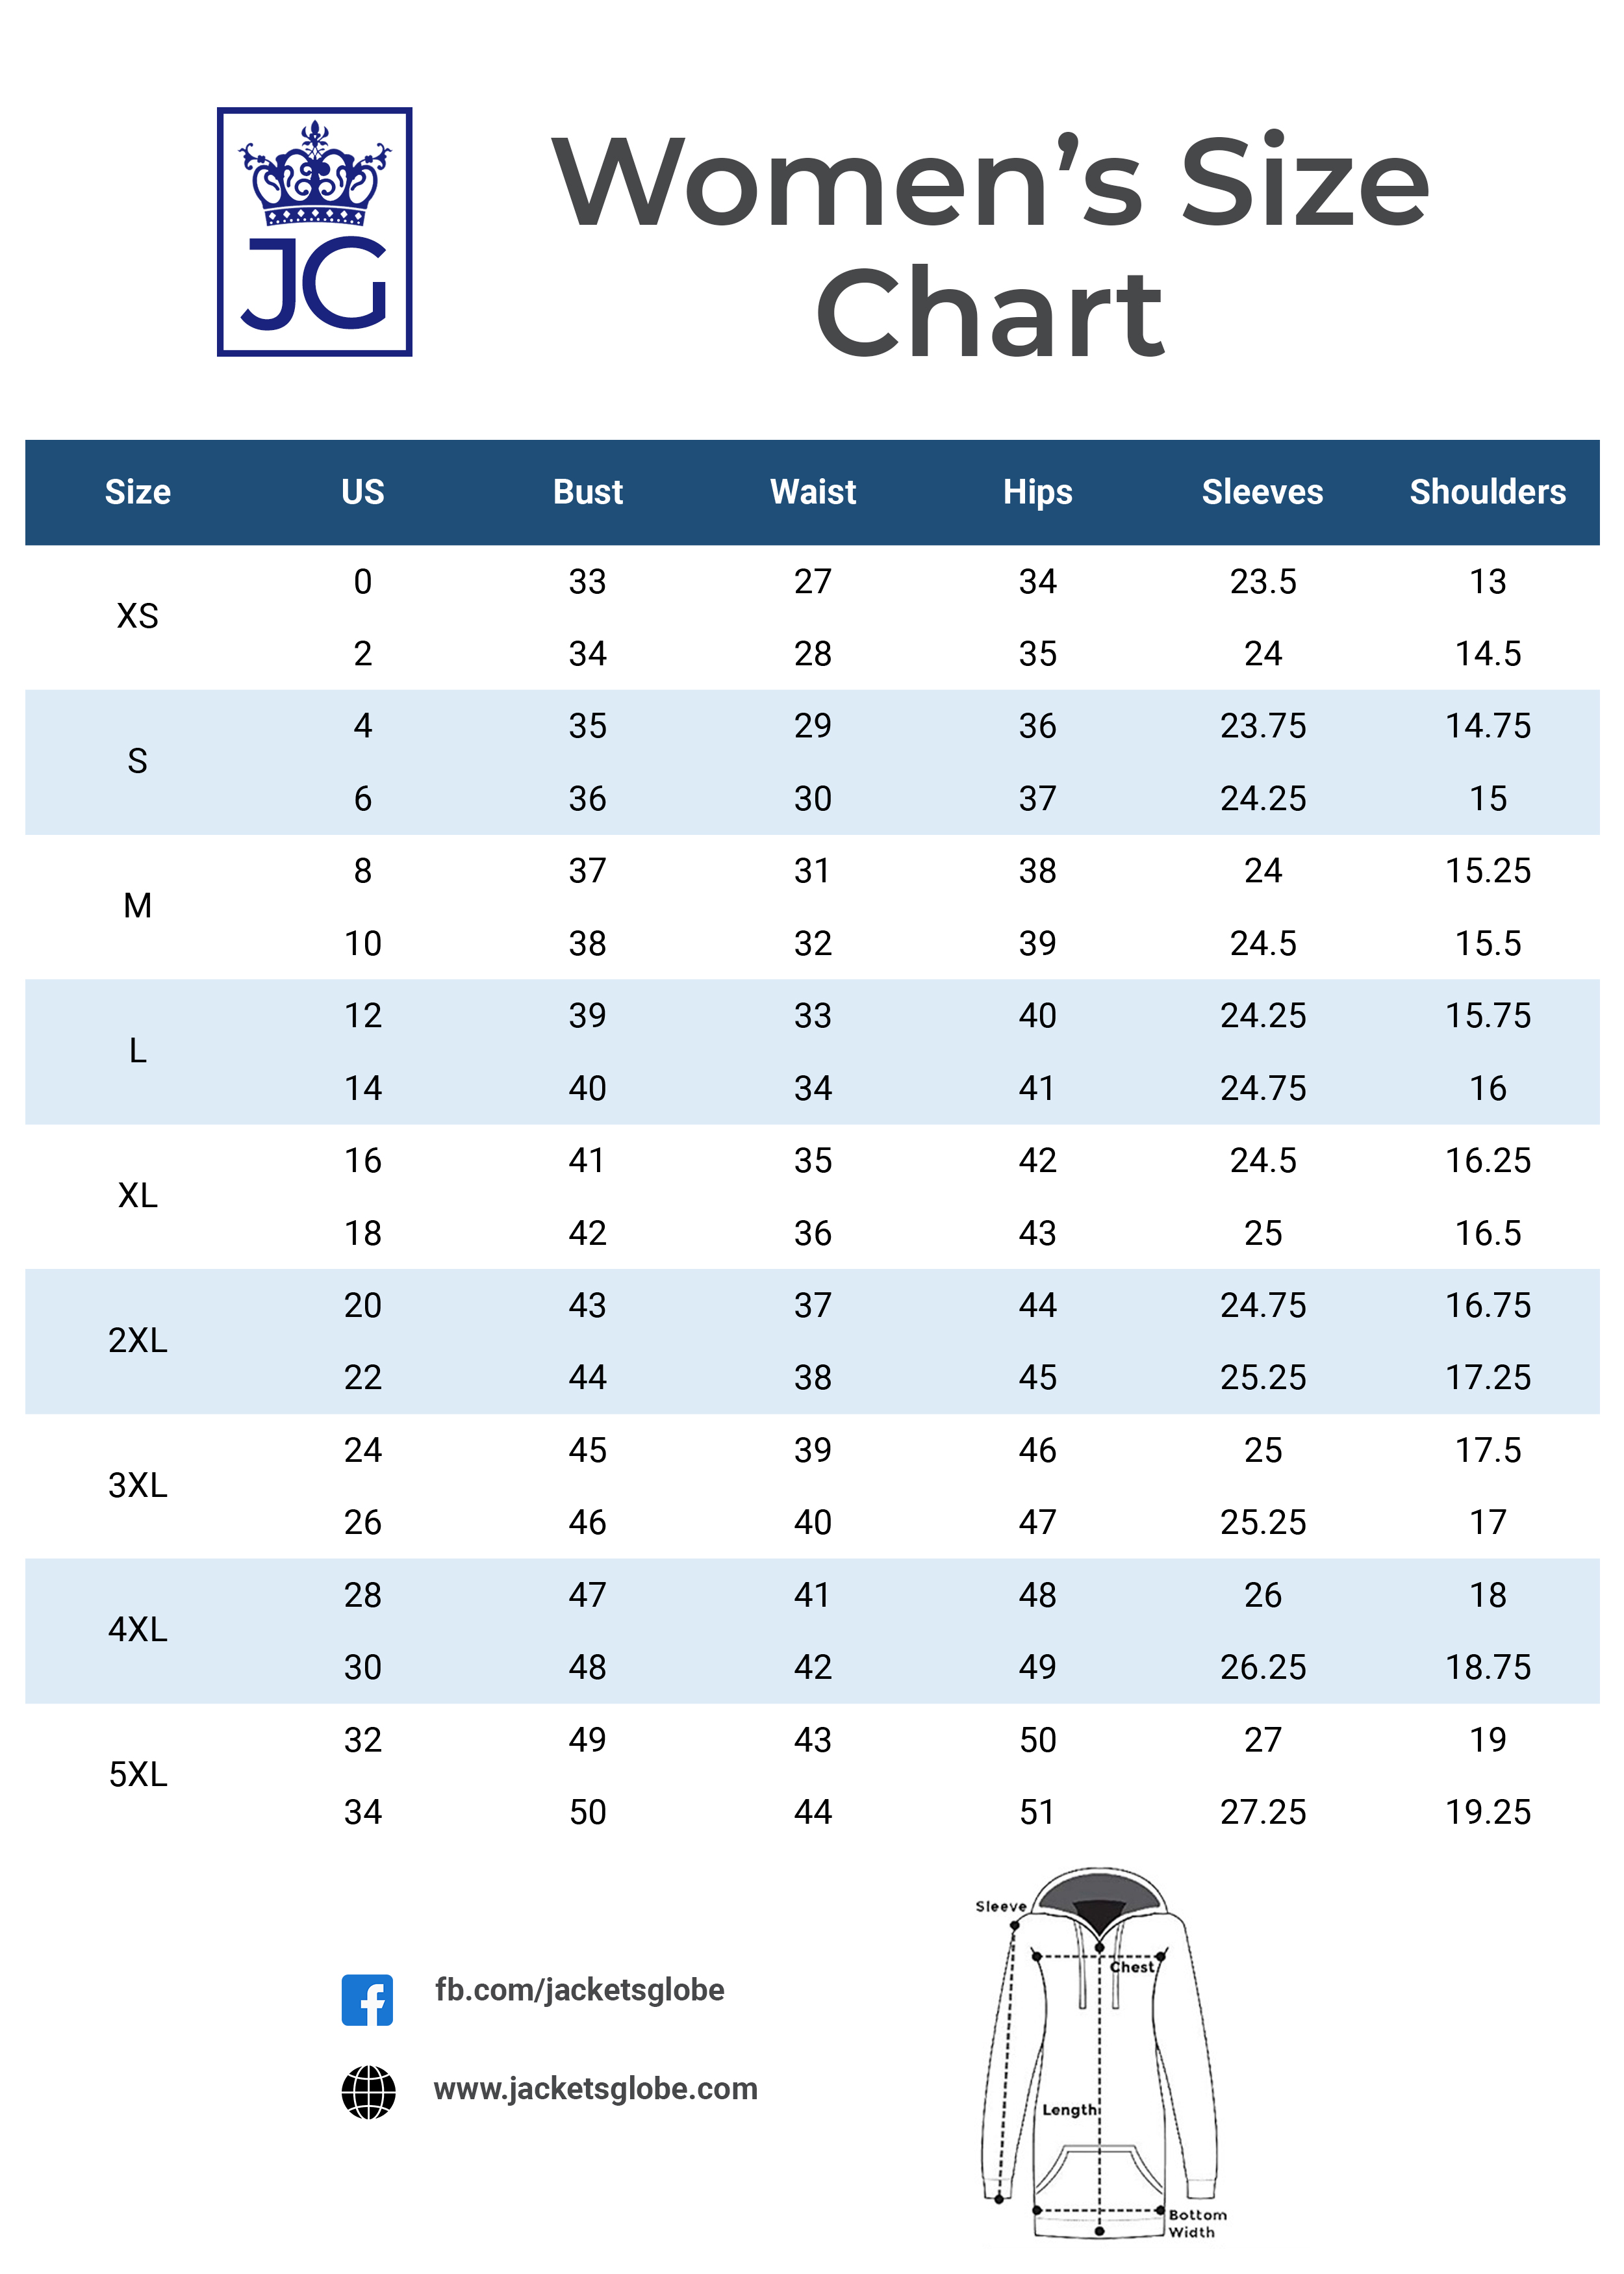 JG
Women’s Size
Chart
Size US Bust Waist Hips Sleeves Shoulders
XS
0 33 27 34 23.5 13
2 34 28 35 24 14.5
S
4 35 29 36 23.75 14.75
6 36 30 37 24.25 15
M
8 37 31 38 24 15.25
10 38 32 39 24.5 15.5
L
12 39 33 40 24.25 15.75
14 40 34 41 24.75 16
XL
16 41 35 42 24.5 16.25
18 42 36 43 25 16.5
2XL
20 43 37 44 24.75 16.75
22 44 38 45 25.25 17.25
3XL
24 45 39 46 25 17.5
26 46 40 47 25.25 17
4XL
28 47 41 48 26 18
30 48 42 49 26.25 18.75
5XL
32 49 43 50 27 19
34 50 44 51 27.25 19.25
fb.com/jacketsglobe
www.jacketsglobe.com
Sleeve
Chest
Length
Bottom
Width